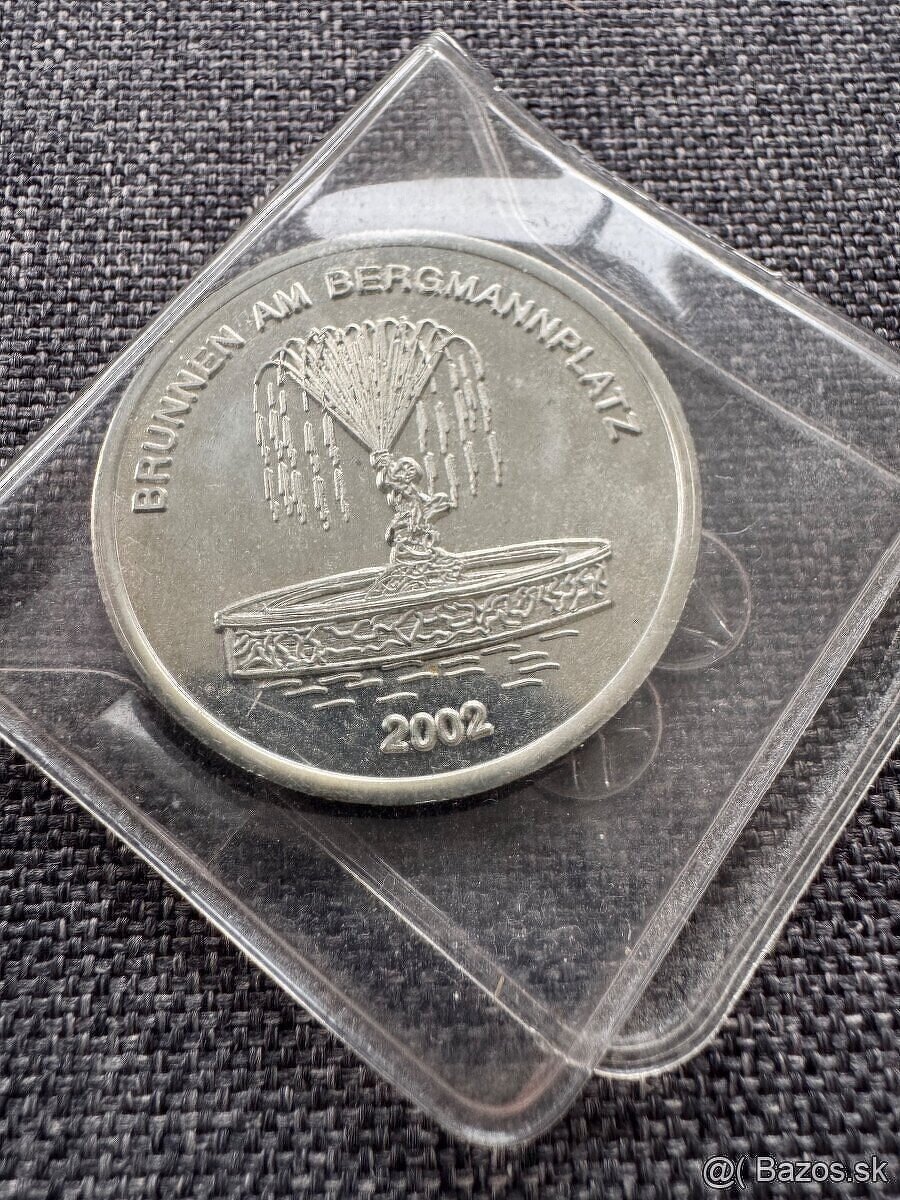 BRUNNEN AM BERGMANNPLATZ
2002
@( Bazos.sk